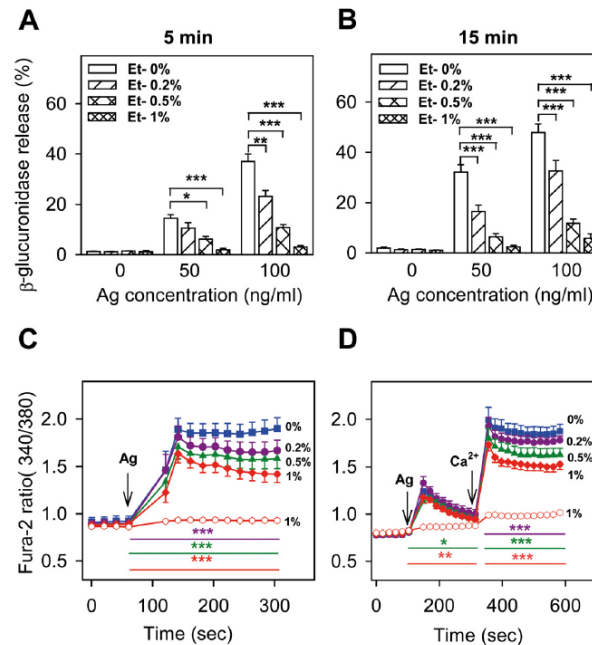 A
5 min
Et- 0%
Et- 0.2%
Et- 0.5%
Et- 1%
β-glucuronidase release (%)
60
40
20
0
***
*
***
***
**
0 50 100
Ag concentration (ng/ml)
B
15 min
Et- 0%
Et- 0.2%
Et- 0.5%
Et- 1%
60
40
20
0
***
***
***
***
***
***
0 50 100
Ag concentration (ng/ml)
C
Fura-2 ratio( 340/380)
2.0
1.5
1.0
0.5
Ag
0%
0.2%
0.5%
1%
1%
***
***
***
0 100 200 300
Time (sec)
D
2.0
1.5
1.0
0.5
Ag
Ca²⁺
0%
0.2%
0.5%
1%
1%
***
* ***
** ***
0 200 400 600
Time (sec)